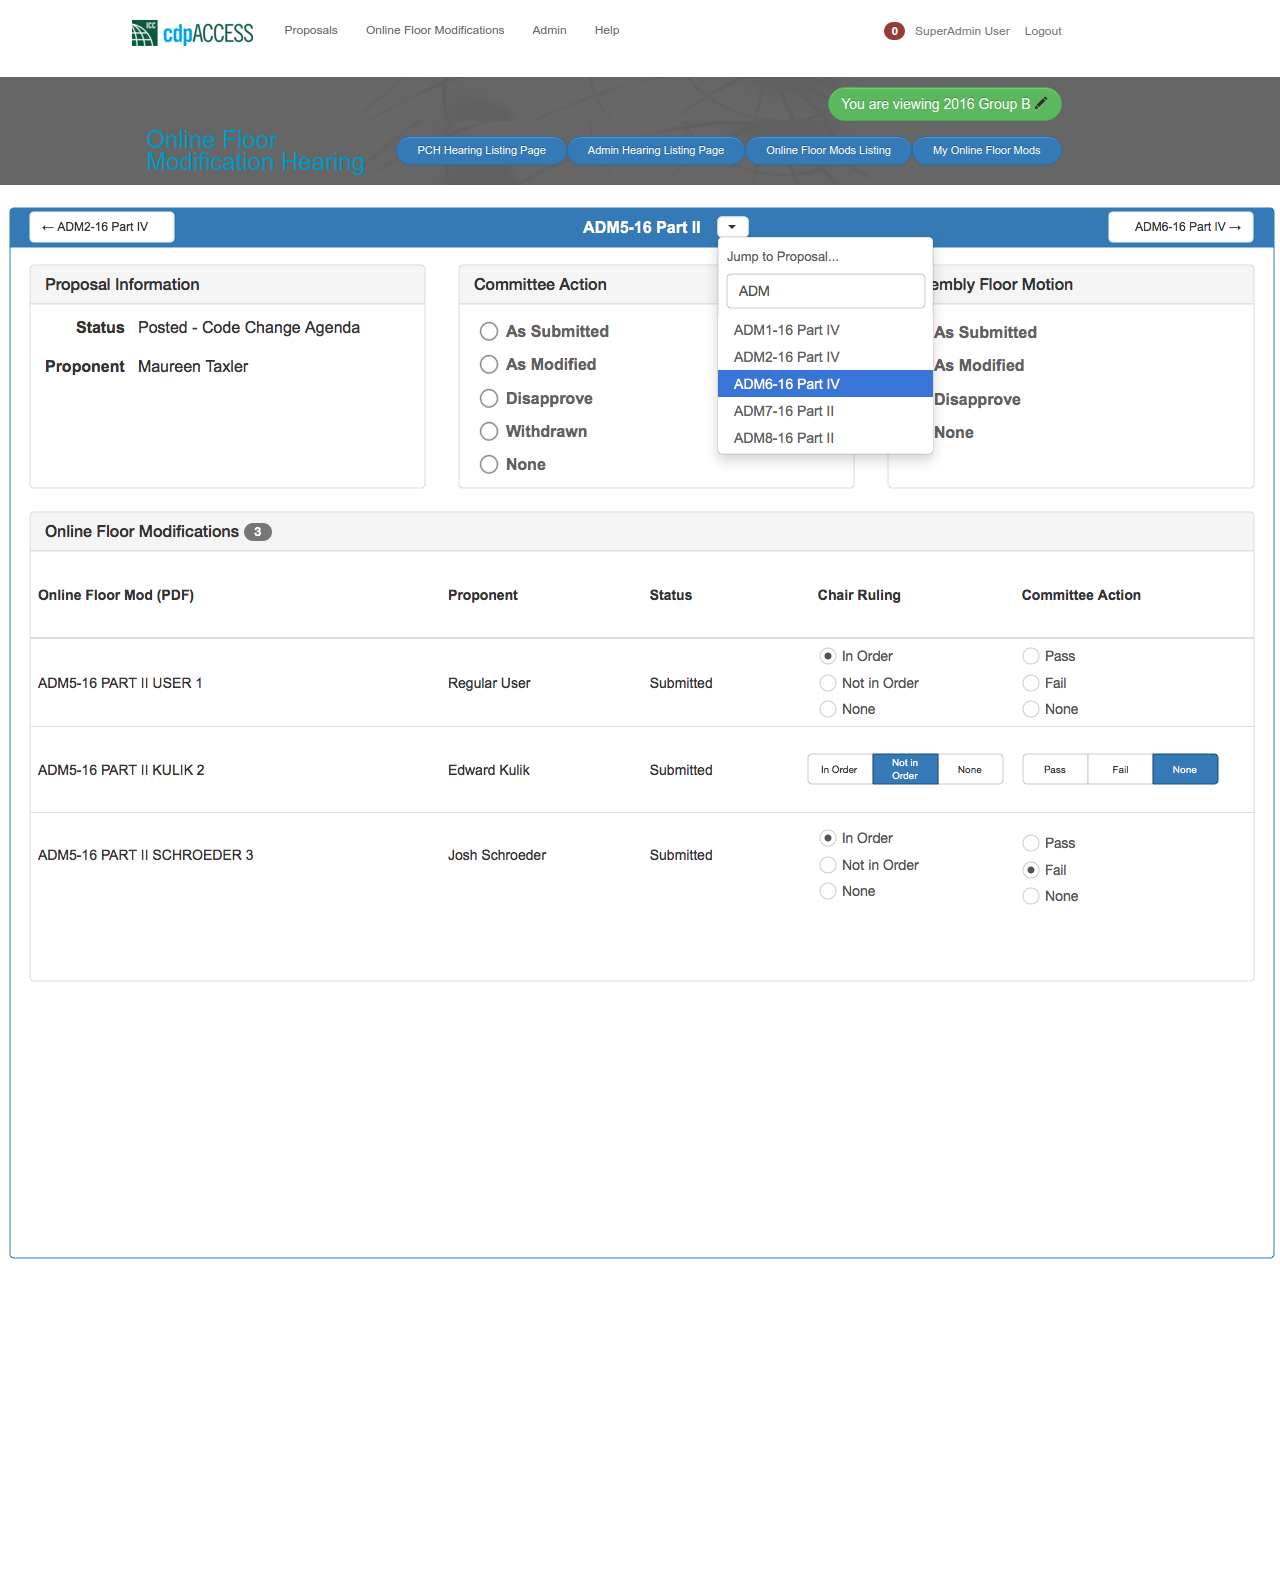 ICC cdpACCESS Proposals Online Floor Modifications Admin Help 0 SuperAdmin User Logout
You are viewing 2016 Group B
Online Floor
Modification Hearing
PCH Hearing Listing Page Admin Hearing Listing Page Online Floor Mods Listing My Online Floor Mods
← ADM2-16 Part IV ADM5-16 Part II ADM6-16 Part IV →
Jump to Proposal...
ADM
ADM1-16 Part IV
ADM2-16 Part IV
ADM6-16 Part IV
ADM7-16 Part II
ADM8-16 Part II
Proposal Information
Status Posted - Code Change Agenda
Proponent Maureen Taxler
Committee Action
As Submitted
As Modified
Disapprove
Withdrawn
None
embly Floor Motion
As Submitted
As Modified
Disapprove
None
Online Floor Modifications 3
Online Floor Mod (PDF) Proponent Status Chair Ruling Committee Action
ADM5-16 PART II USER 1 Regular User Submitted
In Order
Not in Order
None
Pass
Fail
None
ADM5-16 PART II KULIK 2 Edward Kulik Submitted
In Order
Not in
Order
None
Pass
Fail
None
ADM5-16 PART II SCHROEDER 3 Josh Schroeder Submitted
In Order
Not in Order
None
Pass
Fail
None